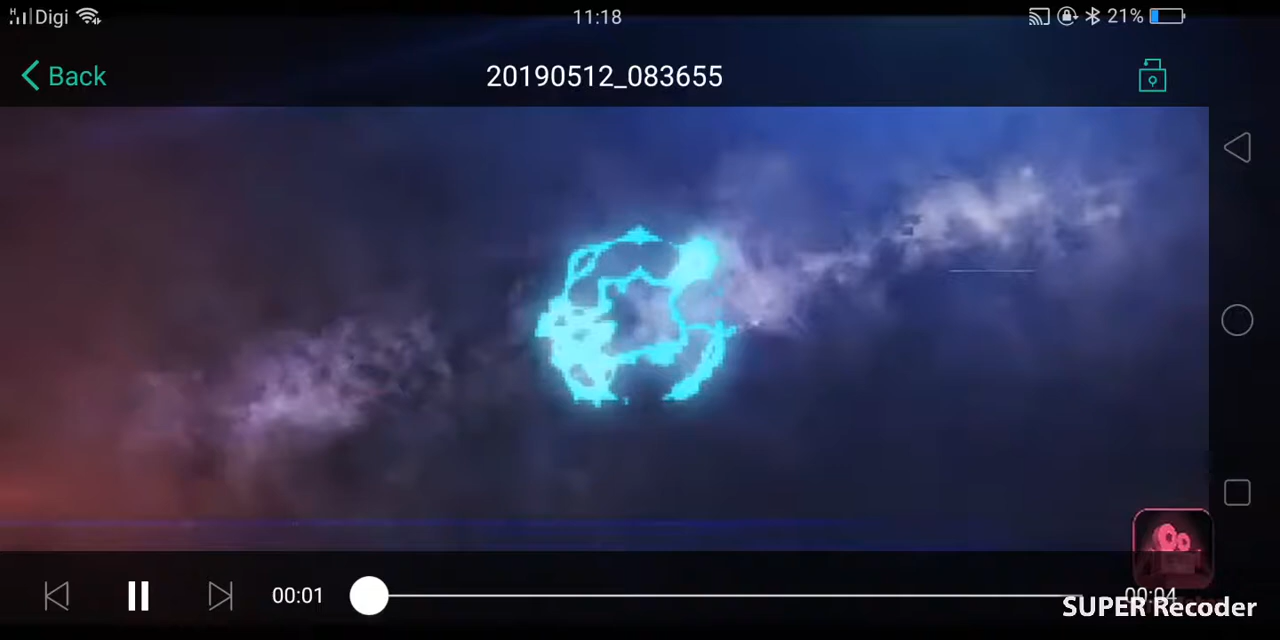 Digi
11:18
21%
Back
20190512_083655
00:01
00:04
SUPER Recoder